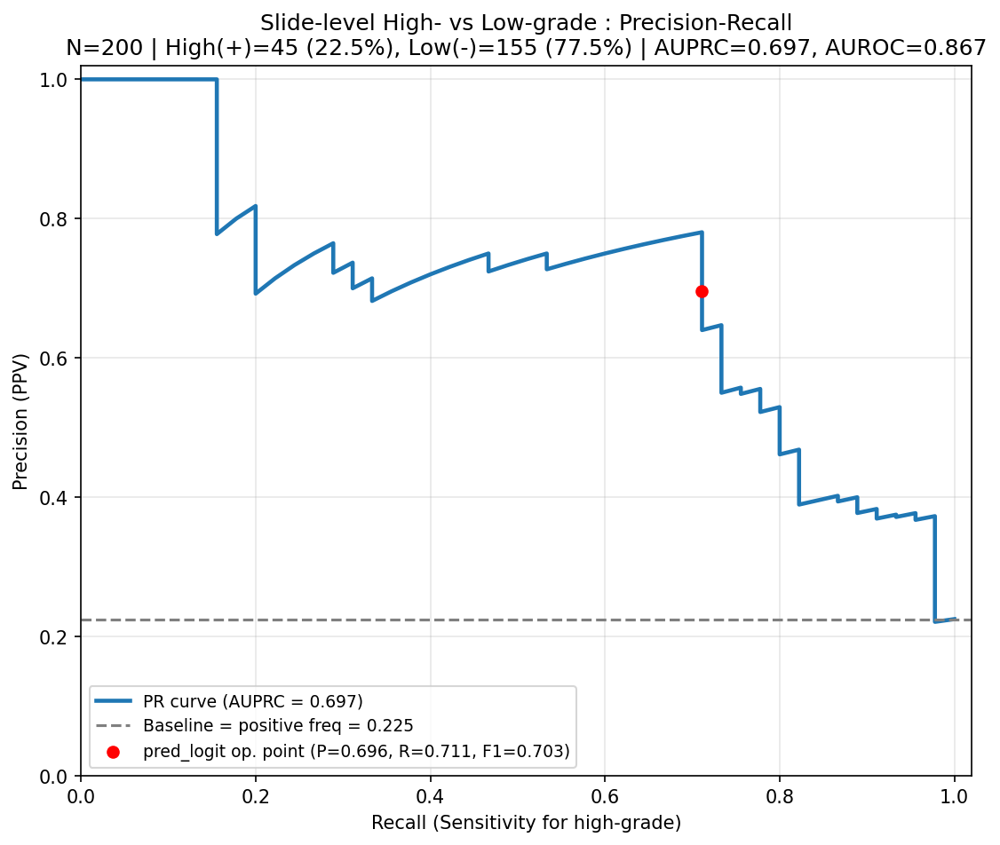 Slide-level High- vs Low-grade : Precision-Recall
N=200 | High(+)=45 (22.5%), Low(-)=155 (77.5%) | AUPRC=0.697, AUROC=0.867
1.0
0.8
0.6
0.4
0.2
0.0
Precision (PPV)
PR curve (AUPRC = 0.697)
Baseline = positive freq = 0.225
pred_logit op. point (P=0.696, R=0.711, F1=0.703)
0.0 0.2 0.4 0.6 0.8 1.0
Recall (Sensitivity for high-grade)